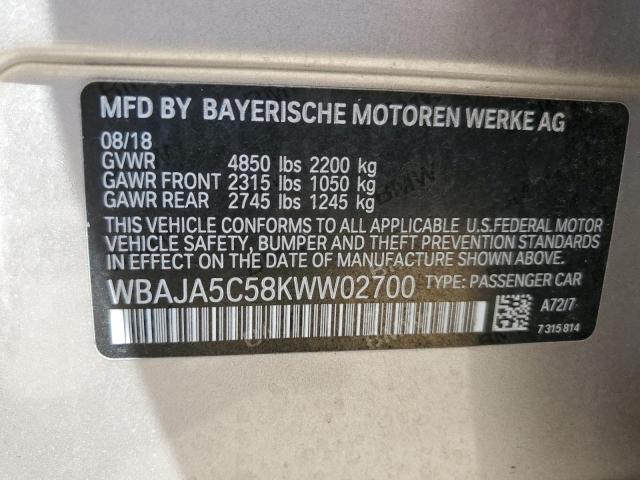 MFD BY BAYERISCHE MOTOREN WERKE AG
08/18
GVWR 4850 lbs 2200 kg
GAWR FRONT 2315 lbs 1050 kg
GAWR REAR 2745 lbs 1245 kg
THIS VEHICLE CONFORMS TO ALL APPLICABLE U.S.FEDERAL MOTOR
VEHICLE SAFETY, BUMPER AND THEFT PREVENTION STANDARDS
IN EFFECT ON THE DATE OF MANUFACTURE SHOWN ABOVE.
WBAJA5C58KWW02700 TYPE: PASSENGER CAR
A72/7
7 315 814